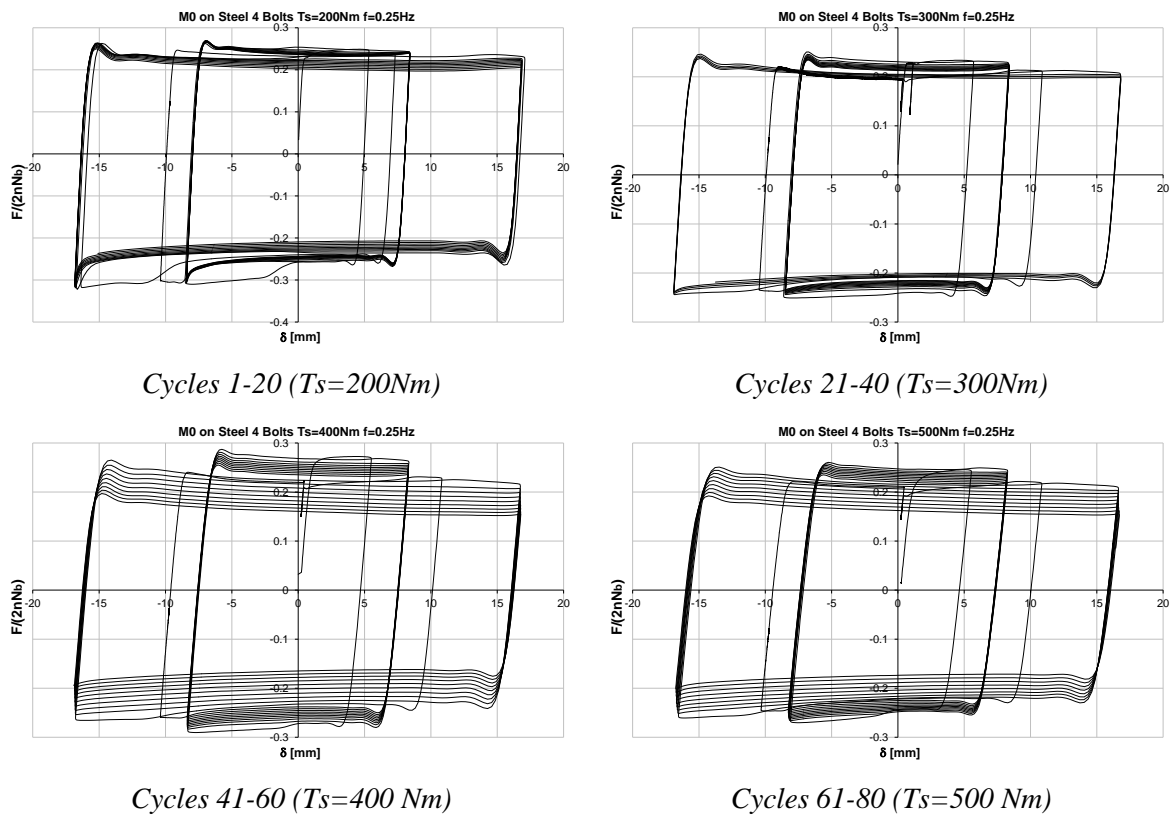 M0 on Steel 4 Bolts Ts=200Nm f=0.25Hz
0.3
0.2
0.1
0
-0.1
-0.2
-0.3
-0.4
-20 -15 -10 -5 0 5 10 15 20
F/(2nNb)
δ [mm]
Cycles 1-20 (Ts=200Nm)
M0 on Steel 4 Bolts Ts=300Nm f=0.25Hz
0.3
0.2
0.1
0
-0.1
-0.2
-0.3
-20 -15 -10 -5 0 5 10 15 20
F/(2nNb)
δ [mm]
Cycles 21-40 (Ts=300Nm)
M0 on Steel 4 Bolts Ts=400Nm f=0.25Hz
0.3
0.2
0.1
0
-0.1
-0.2
-0.3
-20 -15 -10 -5 0 5 10 15 20
F/(2nNb)
δ [mm]
Cycles 41-60 (Ts=400 Nm)
M0 on Steel 4 Bolts Ts=500Nm f=0.25Hz
0.3
0.2
0.1
0
-0.1
-0.2
-0.3
-20 -15 -10 -5 0 5 10 15 20
F/(2nNb)
δ [mm]
Cycles 61-80 (Ts=500 Nm)